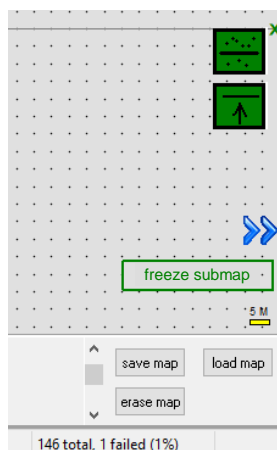 freeze submap
5 M
save map
load map
erase map
146 total, 1 failed (1%)